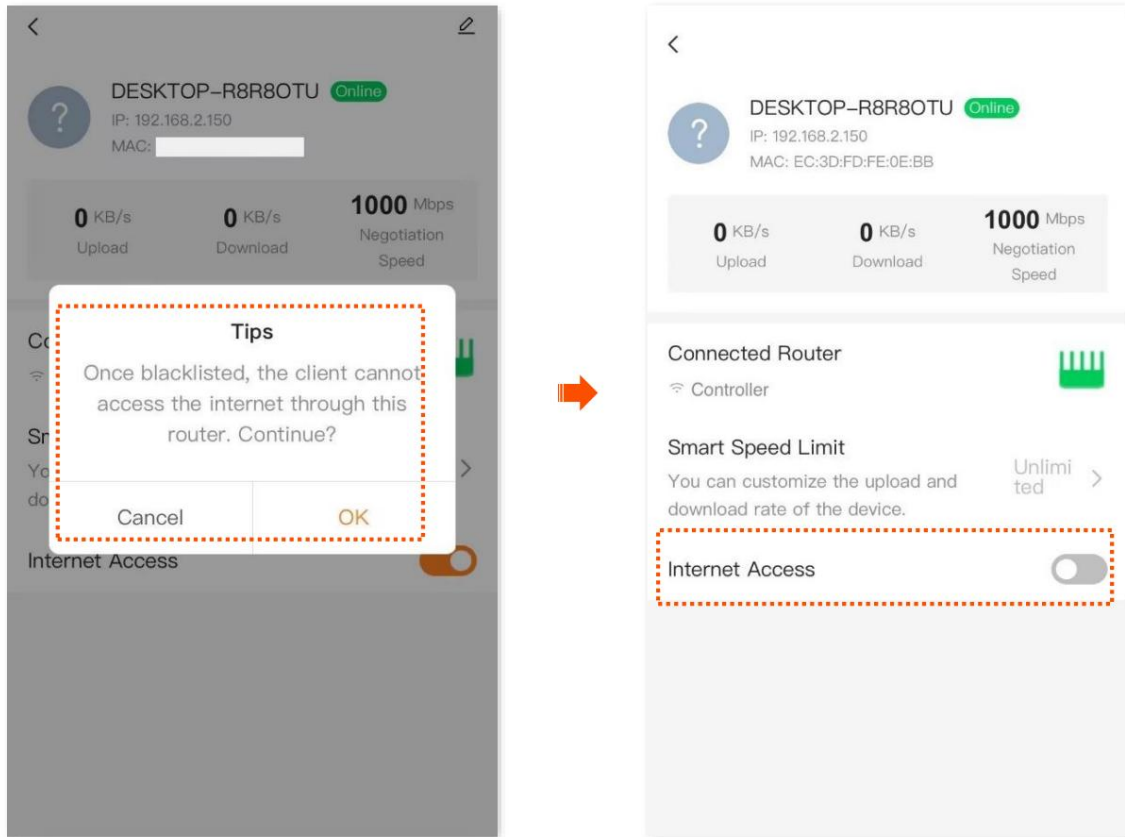 DESKTOP-R8R8OTU Online
IP: 192.168.2.150
MAC:
0 KB/s
Upload
0 KB/s
Download
1000 Mbps
Negotiation
Speed
Tips
Once blacklisted, the client cannot
access the internet through this
router. Continue?
Cancel
OK
Co
Sr
Yo
do
Internet Access
DESKTOP-R8R8OTU Online
IP: 192.168.2.150
MAC: EC:3D:FD:FE:0E:BB
0 KB/s
Upload
0 KB/s
Download
1000 Mbps
Negotiation
Speed
Connected Router
Controller
Smart Speed Limit
You can customize the upload and
download rate of the device.
Unlimi
ted
Internet Access